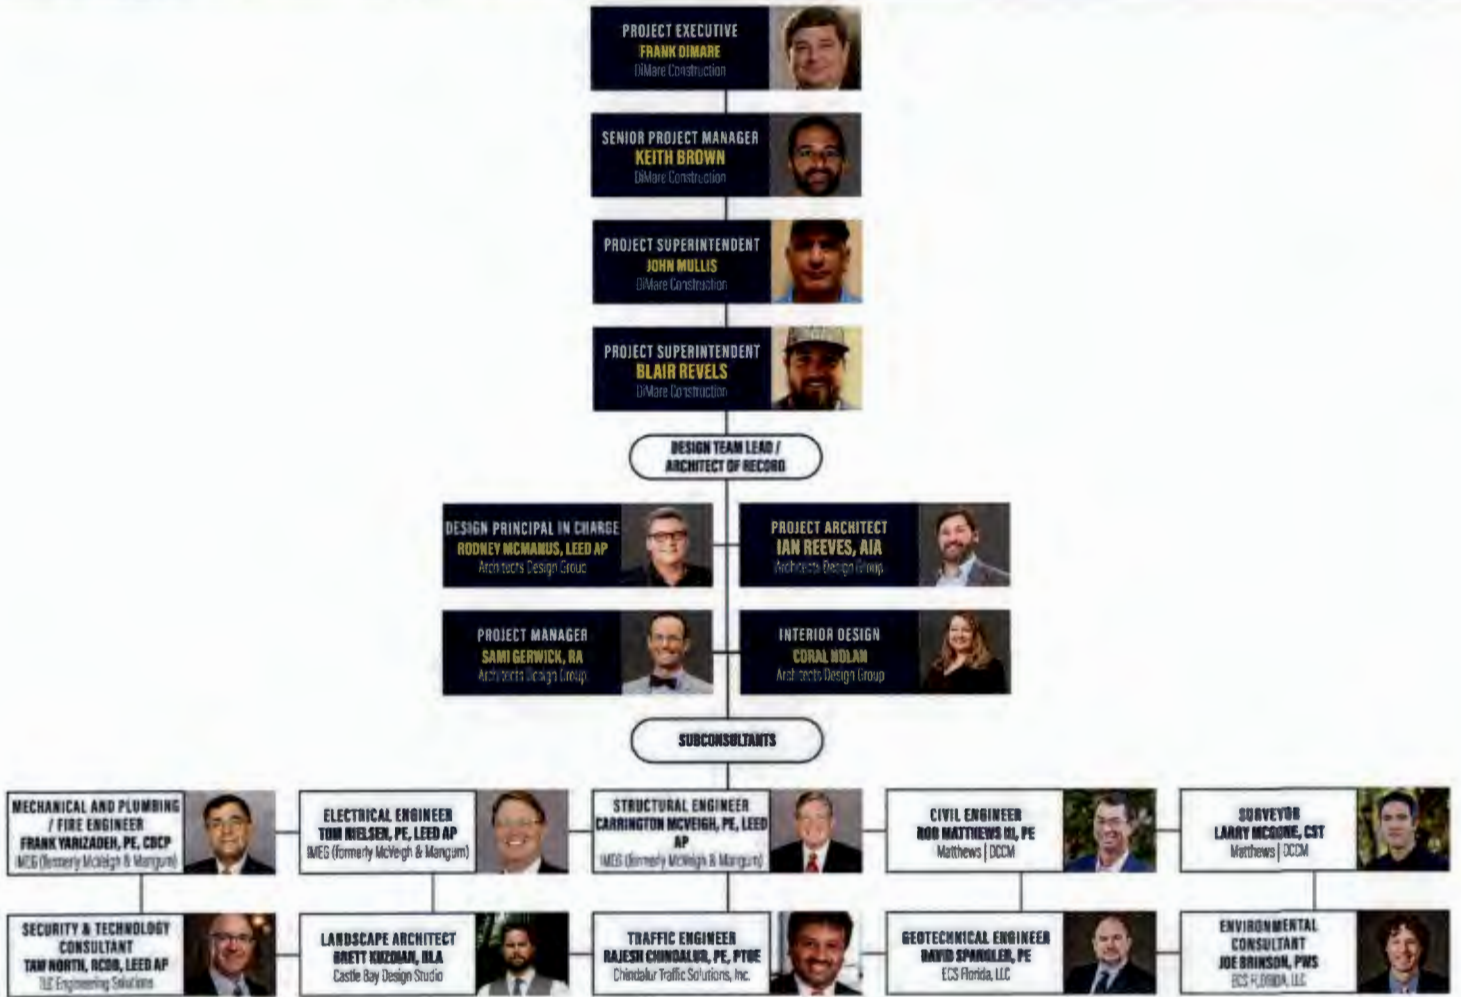 PROJECT EXECUTIVE
FRANK DIMARE
DiMare Construction
SENIOR PROJECT MANAGER
KEITH BROWN
DiMare Construction
PROJECT SUPERINTENDENT
JOHN MULLIS
DiMare Construction
PROJECT SUPERINTENDENT
BLAIR REVELS
DiMare Construction
DESIGN TEAM LEAD /
ARCHITECT OF RECORD
DESIGN PRINCIPAL IN CHARGE
RODNEY MCMANUS, LEED AP
Architects Design Group
PROJECT ARCHITECT
IAN REEVES, AIA
Architects Design Group
PROJECT MANAGER
SAMI GERWICK, RA
Architects Design Group
INTERIOR DESIGN
CORAL NOLAN
Architects Design Group
SUBCONSULTANTS
MECHANICAL AND PLUMBING
/ FIRE ENGINEER
FRANK YARIZADEH, PE, CDCP
IMEG (formerly McVeigh & Mangum)
ELECTRICAL ENGINEER
TOM NIELSEN, PE, LEED AP
IMEG (formerly McVeigh & Mangum)
STRUCTURAL ENGINEER
CARRINGTON MCVEIGH, PE, LEED
AP
IMEG (formerly McVeigh & Mangum)
CIVIL ENGINEER
ROB MATTHEWS III, PE
Matthews | DCCM
SURVEYOR
LARRY MCGONE, CST
Matthews | DCCM
SECURITY & TECHNOLOGY
CONSULTANT
NORTH, RCDD, LEED AP
TLC Engineering Solutions
LANDSCAPE ARCHITECT
BRETT RLA
Castle Bay Design Studio
TRAFFIC ENGINEER
RAJESH CHINDALUR, PE, PTOE
Chindalur Traffic Solutions, Inc.
GEOTECHNICAL ENGINEER
DAVID SPANGLER, PE
ECS Florida, LLC
ENVIRONMENTAL
CONSULTANT
JOE BRINSON, PWS
ECS FLORIDA, LLC